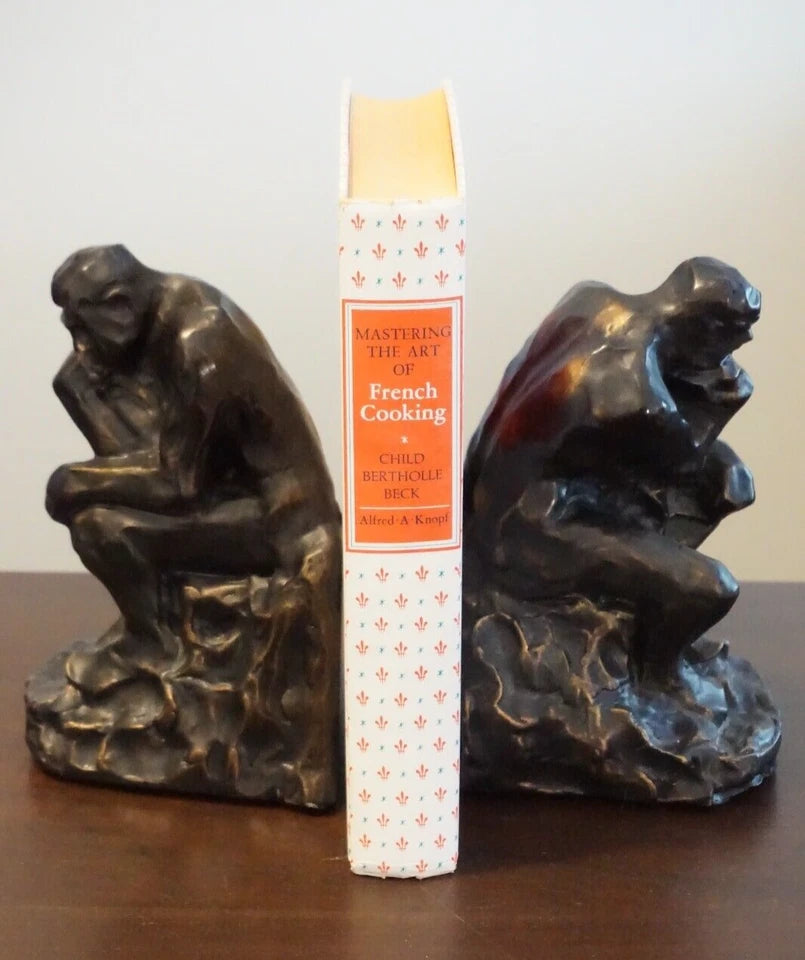 MASTERING
THE ART
OF
French
Cooking
CHILD
BERTHOLLE
BECK
Alfred · A · Knopf